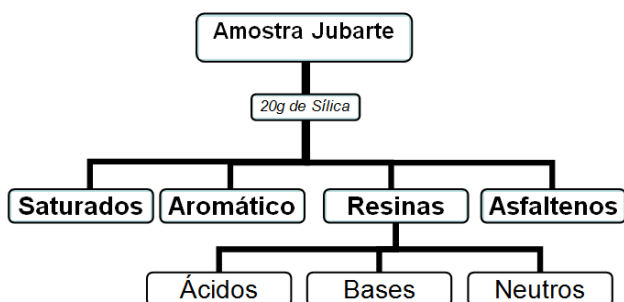 Amostra Jubarte
20g de Sílica
Saturados
Aromático
Resinas
Asfaltenos
Ácidos
Bases
Neutros